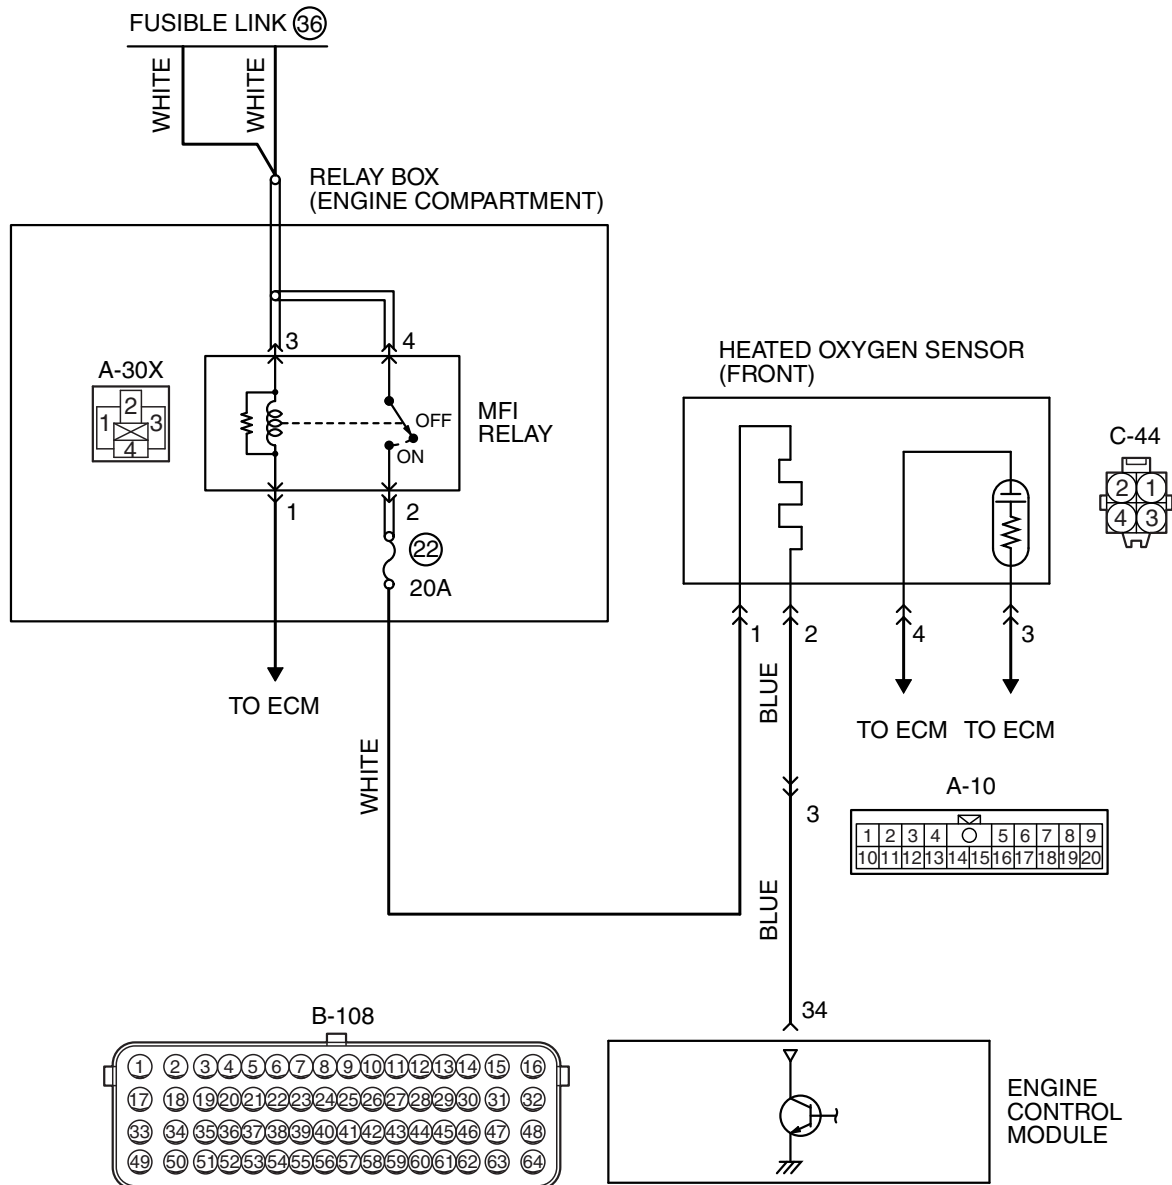 FUSIBLE LINK 36
WHITE
WHITE
RELAY BOX
(ENGINE COMPARTMENT)
A-30X
2
1 3
4
3
4
OFF
ON
MFI
RELAY
1
2
22
20A
TO ECM
WHITE
HEATED OXYGEN SENSOR
(FRONT)
C-44
2 1
4 3
1
2
4
3
BLUE
TO ECM
TO ECM
3
A-10
1 2 3 4 5 6 7 8 9
10 11 12 13 14 15 16 17 18 19 20
BLUE
34
B-108
1 2 3 4 5 6 7 8 9 10 11 12 13 14 15 16
17 18 19 20 21 22 23 24 25 26 27 28 29 30 31 32
33 34 35 36 37 38 39 40 41 42 43 44 45 46 47 48
49 50 51 52 53 54 55 56 57 58 59 60 61 62 63 64
ENGINE
CONTROL
MODULE